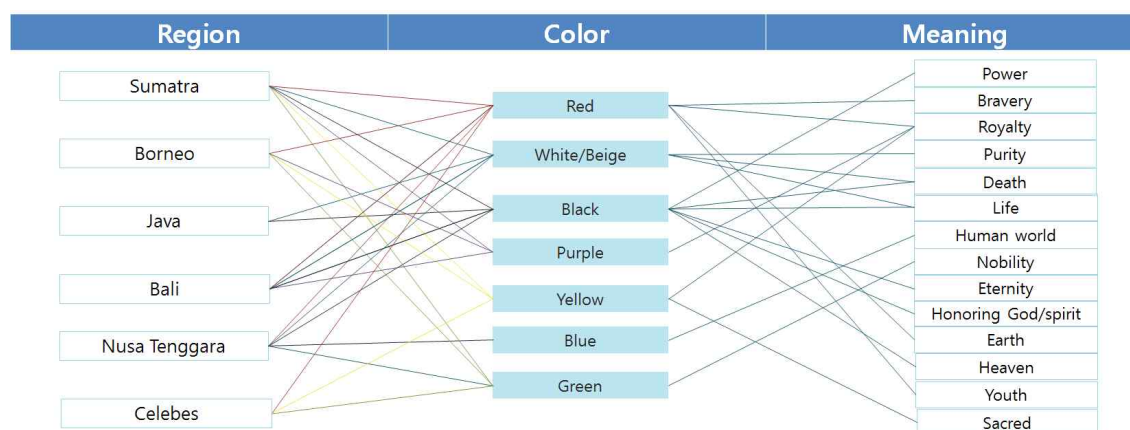 Region Color Meaning
Sumatra
Borneo
Java
Bali
Nusa Tenggara
Celebes
Red
White/Beige
Black
Purple
Yellow
Blue
Green
Power
Bravery
Royalty
Purity
Death
Life
Human world
Nobility
Eternity
Honoring God/spirit
Earth
Heaven
Youth
Sacred